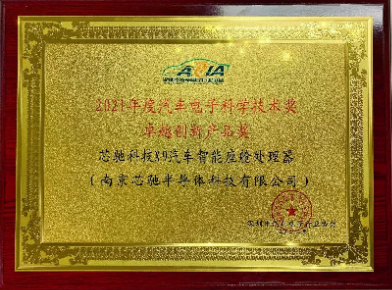 AEIA
2021年度汽车电子科学技术奖
卓越创新产品奖
芯驰科技X9汽车智能座舱处理器
（南京芯驰半导体科技有限公司）